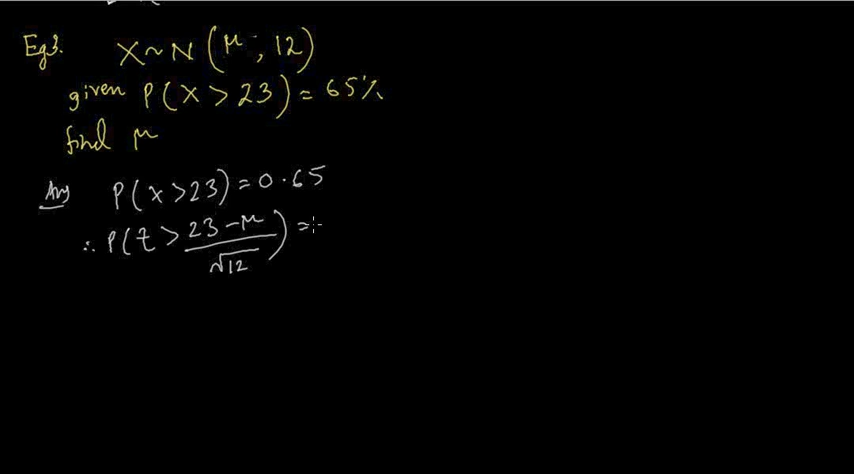 Eg3. X ~ N (μ, 12)
given P(X > 23) = 65%
find μ
Ans P(x > 23) = 0.65
∴ P(Z > (23 - μ)/√12) =